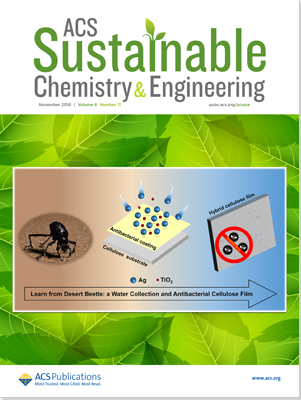 ACS
Sustainable
Chemistry & Engineering
November 2018 | Volume 6 Number 11
pubs.acs.org/acssce
Antibacterial coating
Cellulose substrate
Hybrid cellulose film
Ag TiO2
Learn from Desert Beetle: a Water Collection and Antibacterial Cellulose Film
ACS Publications
Most Trusted. Most Cited. Most Read.
www.acs.org